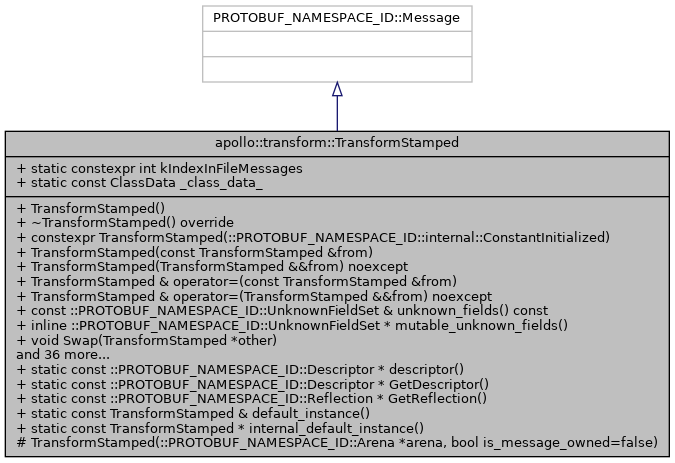 PROTOBUF_NAMESPACE_ID::Message
apollo::transform::TransformStamped
+ static constexpr int kIndexInFileMessages
+ static const ClassData _class_data_
+ TransformStamped()
+ ~TransformStamped() override
+ constexpr TransformStamped(::PROTOBUF_NAMESPACE_ID::internal::ConstantInitialized)
+ TransformStamped(const TransformStamped &from)
+ TransformStamped(TransformStamped &&from) noexcept
+ TransformStamped & operator=(const TransformStamped &from)
+ TransformStamped & operator=(TransformStamped &&from) noexcept
+ const ::PROTOBUF_NAMESPACE_ID::UnknownFieldSet & unknown_fields() const
+ inline ::PROTOBUF_NAMESPACE_ID::UnknownFieldSet * mutable_unknown_fields()
+ void Swap(TransformStamped *other)
and 36 more...
+ static const ::PROTOBUF_NAMESPACE_ID::Descriptor * descriptor()
+ static const ::PROTOBUF_NAMESPACE_ID::Descriptor * GetDescriptor()
+ static const ::PROTOBUF_NAMESPACE_ID::Reflection * GetReflection()
+ static const TransformStamped & default_instance()
+ static const TransformStamped * internal_default_instance()
# TransformStamped(::PROTOBUF_NAMESPACE_ID::Arena *arena, bool is_message_owned=false)